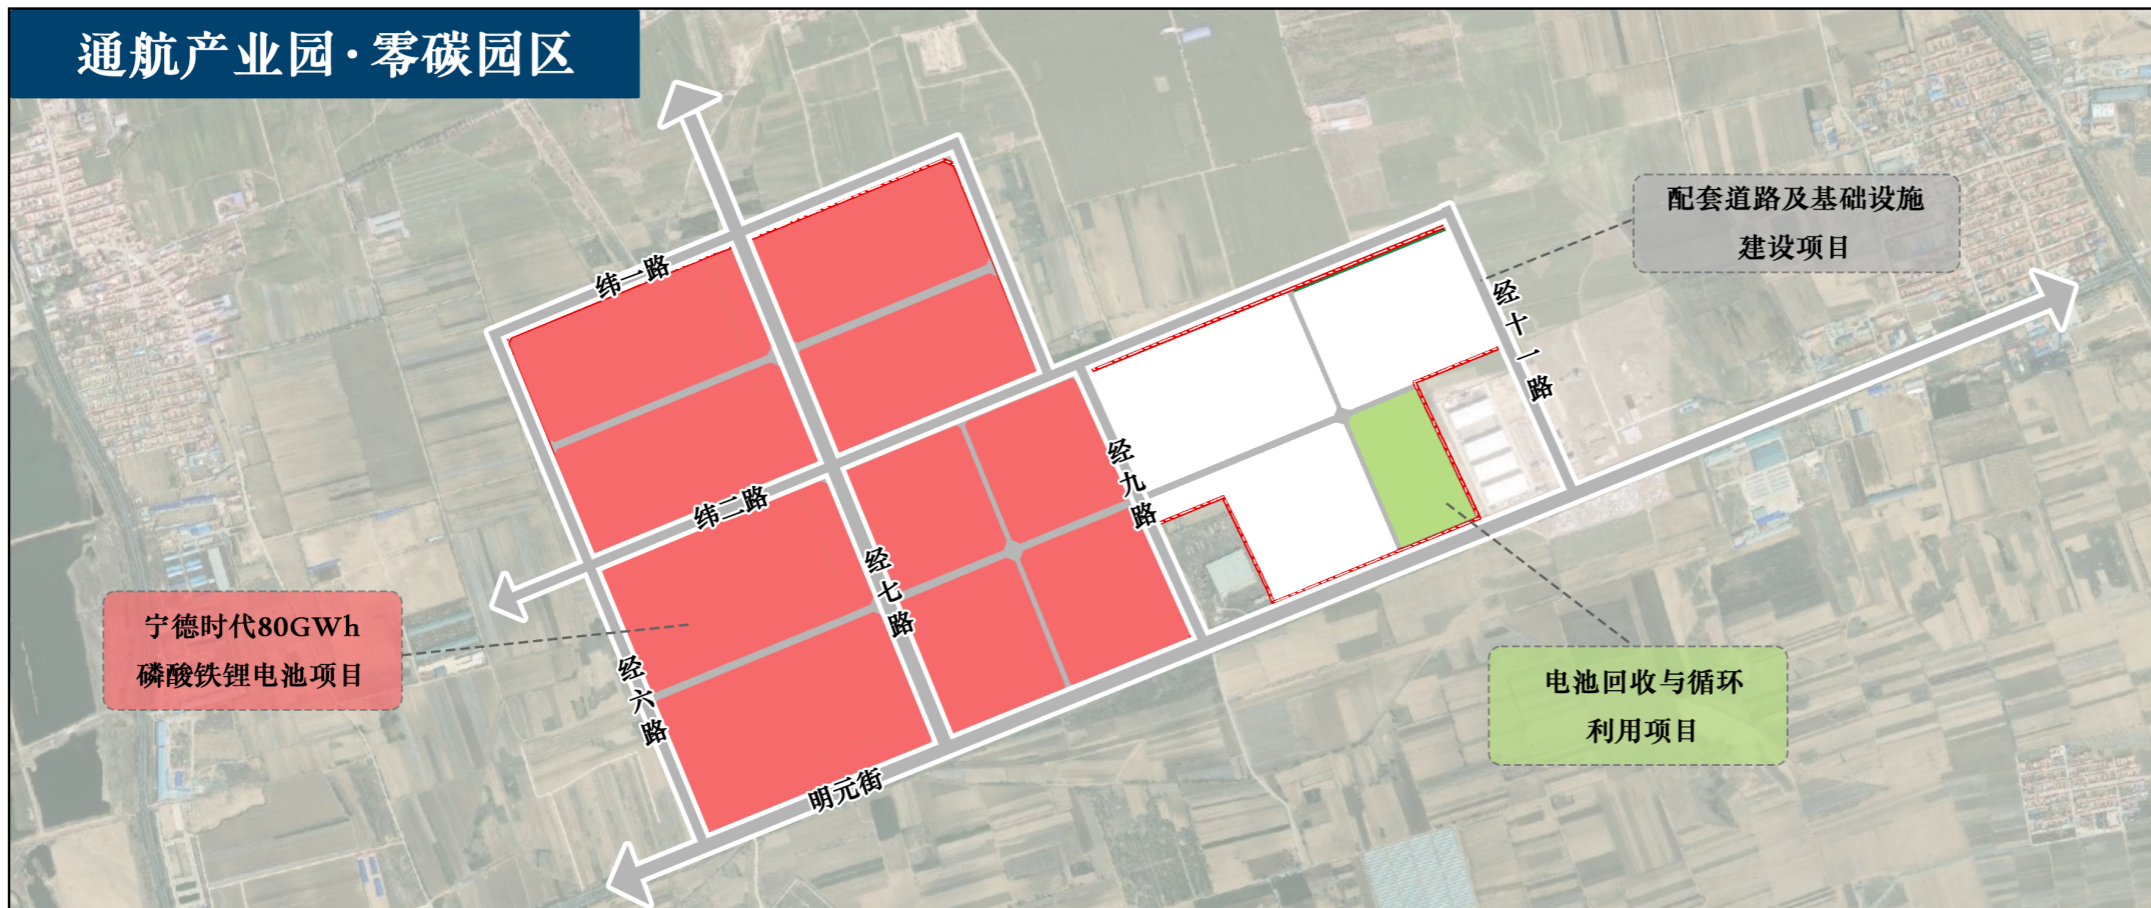 通航产业园·零碳园区
配套道路及基础设施
建设项目
纬一路
经十一路
经九路
纬二路
经七路
宁德时代80GWh
磷酸铁锂电池项目
经六路
电池回收与循环
利用项目
明元街